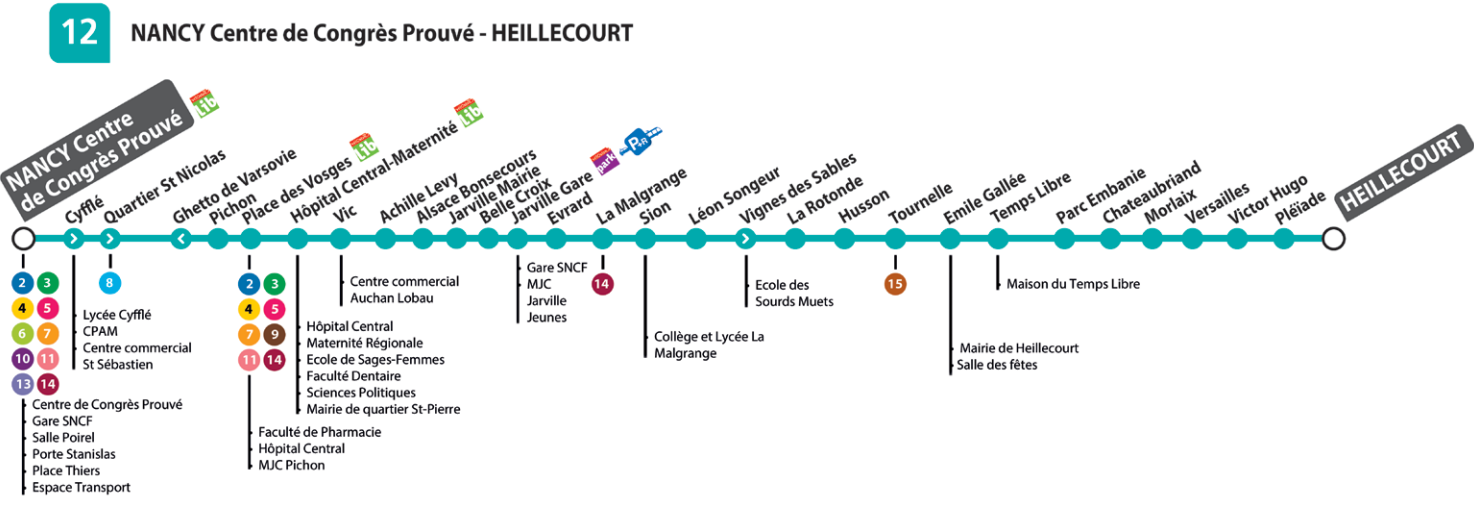 12
NANCY Centre de Congrès Prouvé - HEILLECOURT
NANCY Centre
de Congrès Prouvé
Lib
Cyfflé
Quartier St Nicolas
Ghetto de Varsovie
Pichon
Place des Vosges
Lib
Hôpital Central-Maternité
Lib
Vic
Achille Levy
Alsace Bonsecours
Jarville Mairie
Belle Croix
Jarville Gare
park
P+R
Evrard
La Malgrange
Sion
Léon Songeur
Vignes des Sables
La Rotonde
Husson
Tournelle
Emile Gallée
Temps Libre
Parc Embanie
Chateaubriand
Morlaix
Versailles
Victor Hugo
Pléïade
HEILLECOURT
2 3
4 5
6 7
10 11
13 14
Centre de Congrès Prouvé
Gare SNCF
Salle Poirel
Porte Stanislas
Place Thiers
Espace Transport
Lycée Cyfflé
CPAM
Centre commercial
St Sébastien
8
2 3
4 5
7 9
11 14
Faculté de Pharmacie
Hôpital Central
MJC Pichon
Hôpital Central
Maternité Régionale
Ecole de Sages-Femmes
Faculté Dentaire
Sciences Politiques
Mairie de quartier St-Pierre
Centre commercial
Auchan Lobau
Gare SNCF
MJC
Jarville
Jeunes
14
Collège et Lycée La
Malgrange
Ecole des
Sourds Muets
15
Mairie de Heillecourt
Salle des fêtes
Maison du Temps Libre